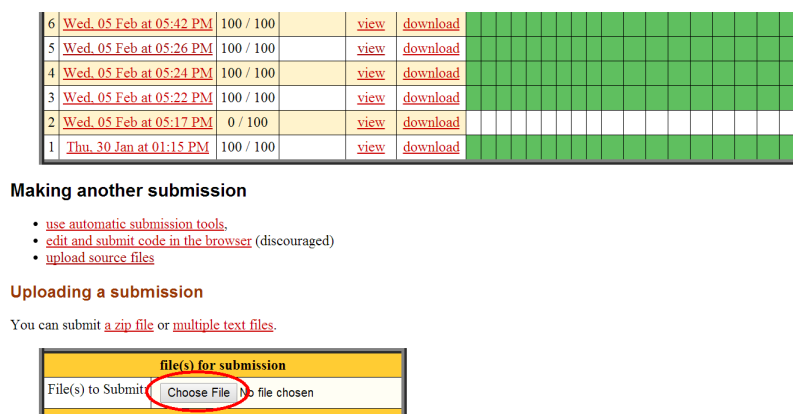 6 Wed, 05 Feb at 05:42 PM 100 / 100 view download
5 Wed, 05 Feb at 05:26 PM 100 / 100 view download
4 Wed, 05 Feb at 05:24 PM 100 / 100 view download
3 Wed, 05 Feb at 05:22 PM 100 / 100 view download
2 Wed, 05 Feb at 05:17 PM 0 / 100 view download
1 Thu, 30 Jan at 01:15 PM 100 / 100 view download
Making another submission
• use automatic submission tools,
• edit and submit code in the browser (discouraged)
• upload source files
Uploading a submission
You can submit a zip file or multiple text files.
file(s) for submission
File(s) to Submit: Choose File No file chosen